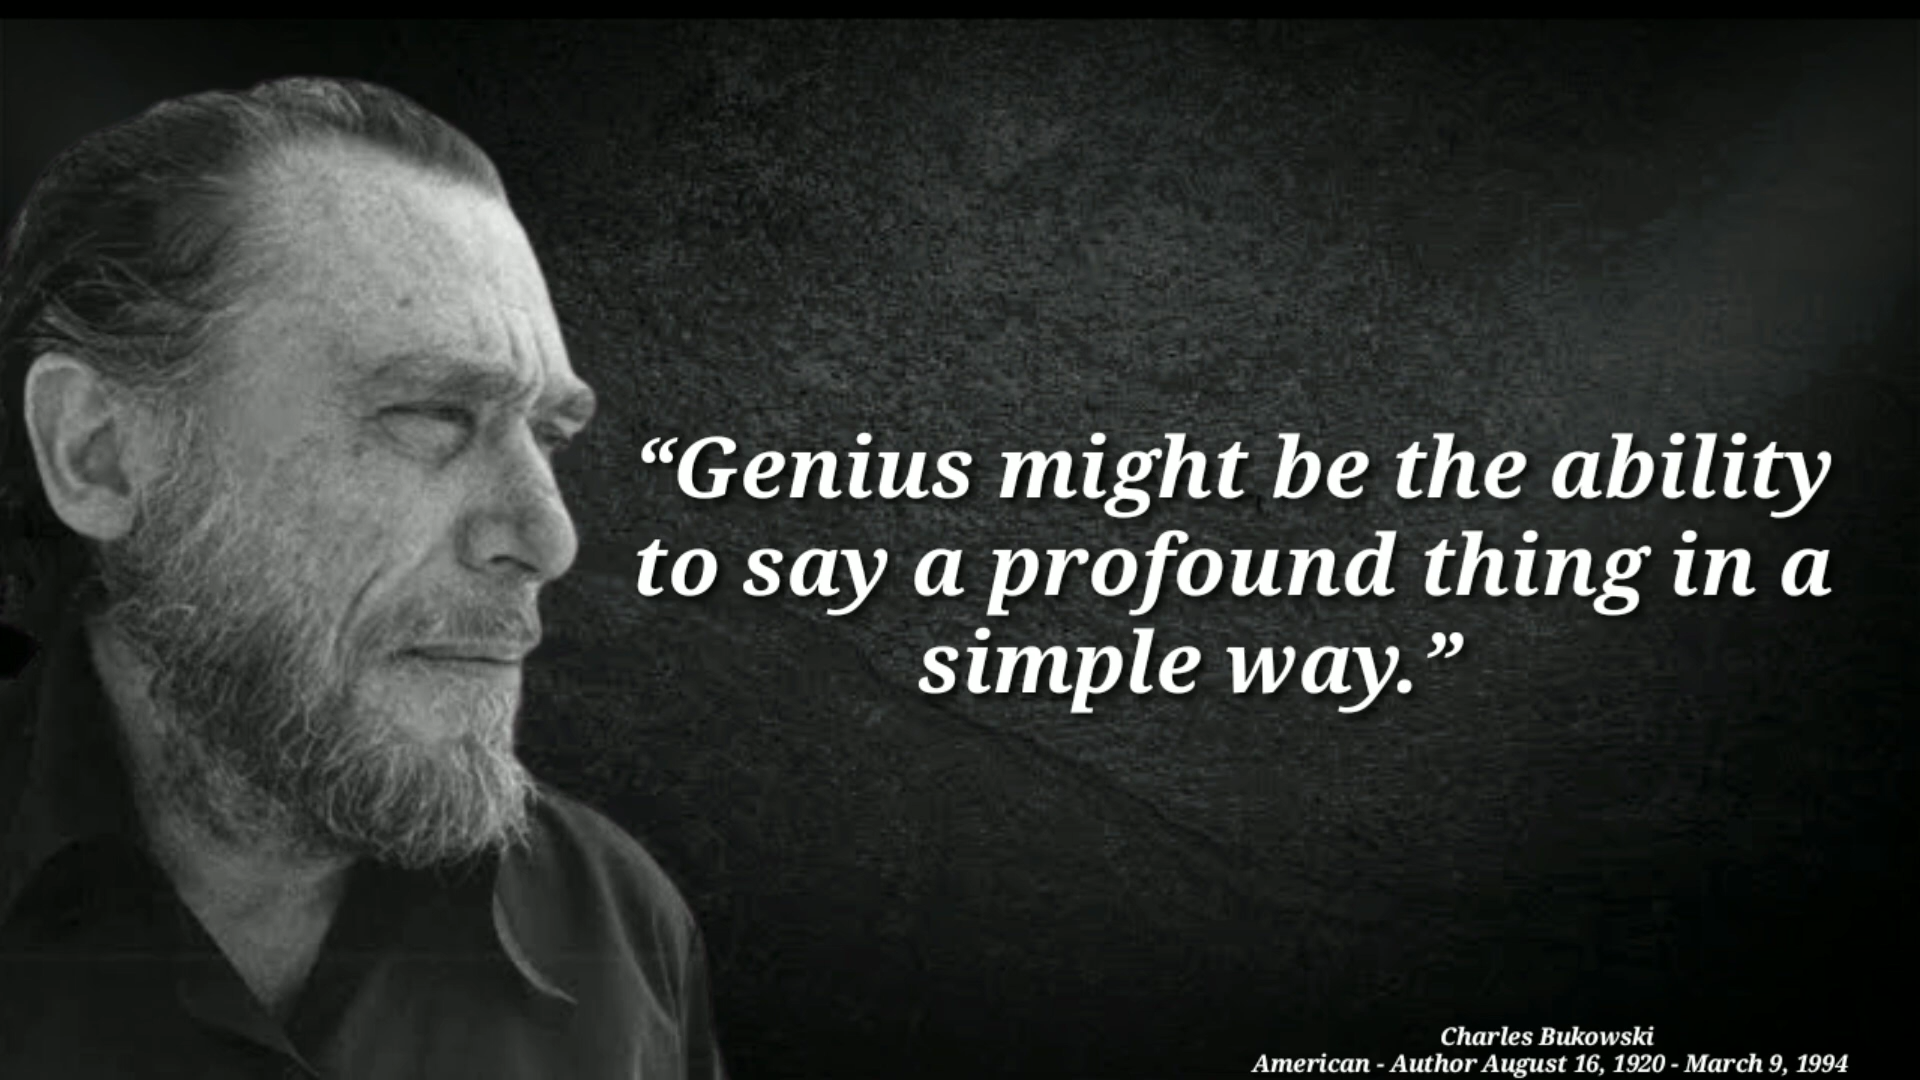 “Genius might be the ability
to say a profound thing in a
simple way.”
Charles Bukowski
American - Author August 16, 1920 - March 9, 1994